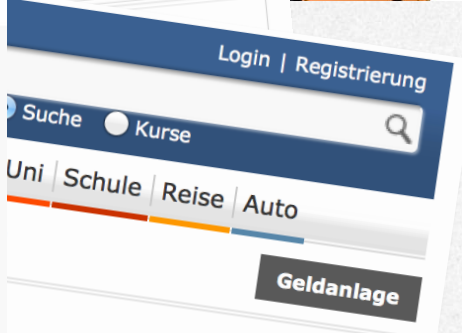 Login | Registrierung
Suche Kurse
Uni Schule Reise Auto
Geldanlage